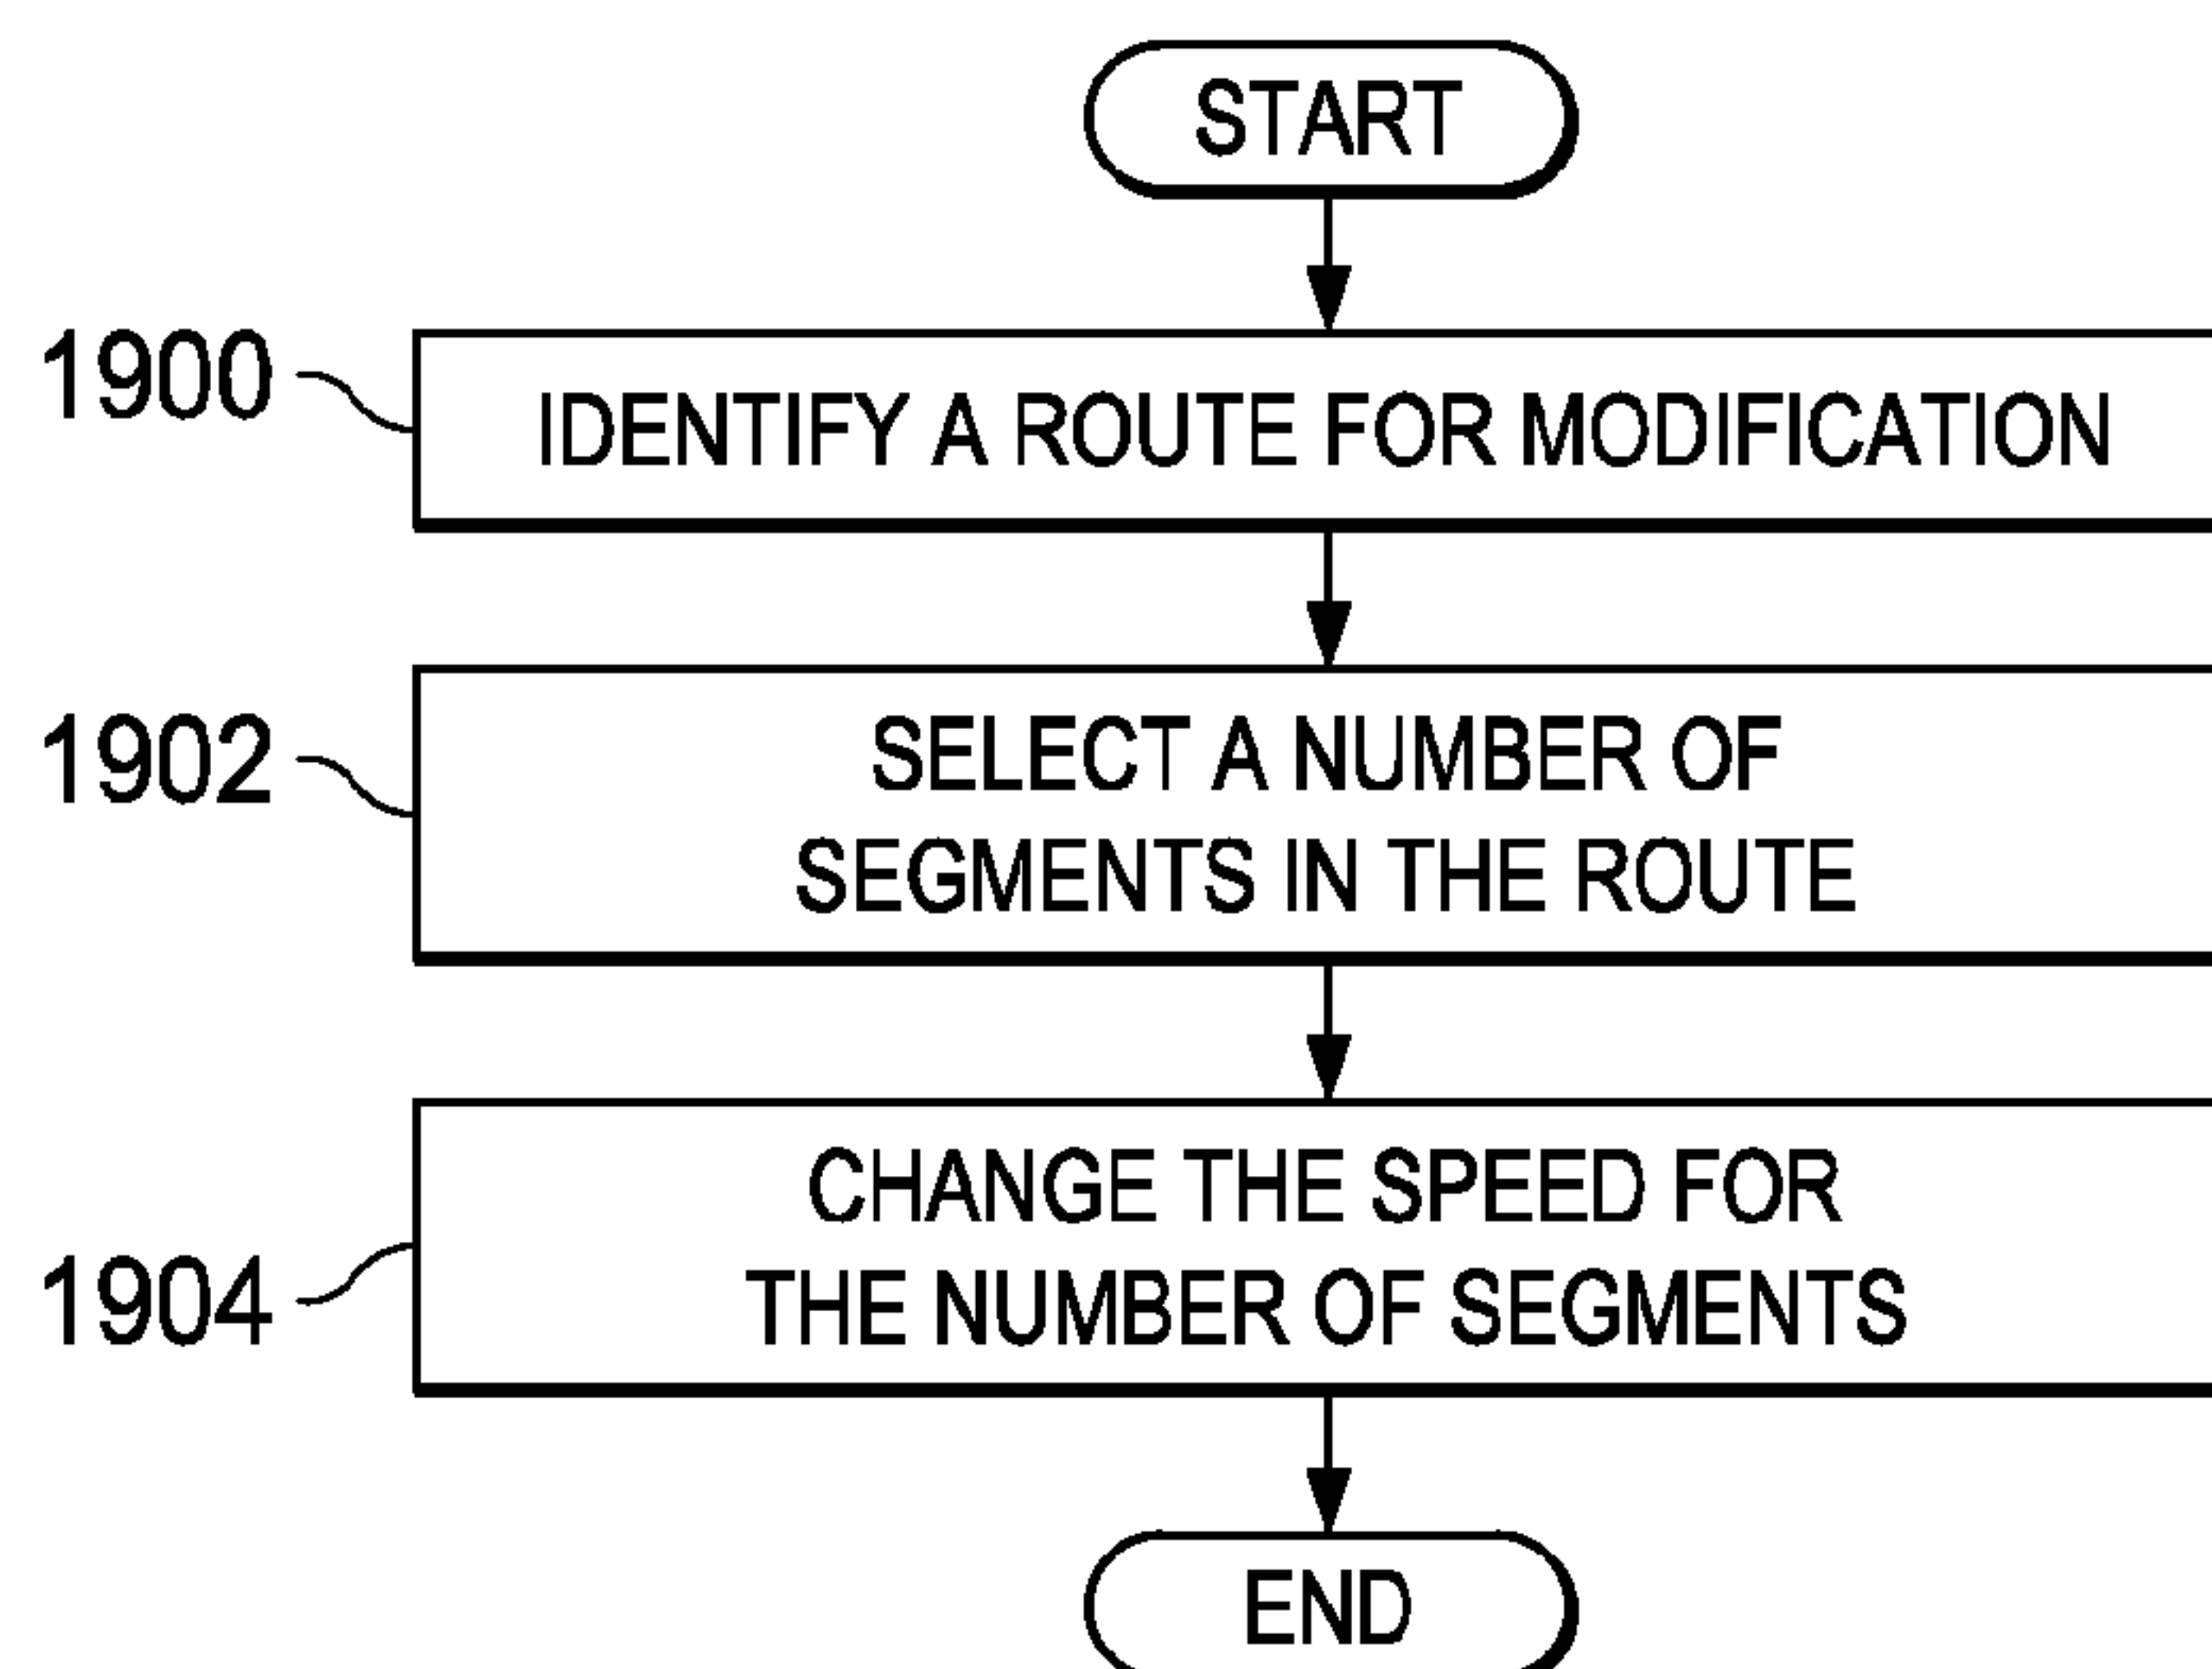 START
1900
IDENTIFY A ROUTE FOR MODIFICATION
1902
SELECT A NUMBER OF
SEGMENTS IN THE ROUTE
1904
CHANGE THE SPEED FOR
THE NUMBER OF SEGMENTS
END